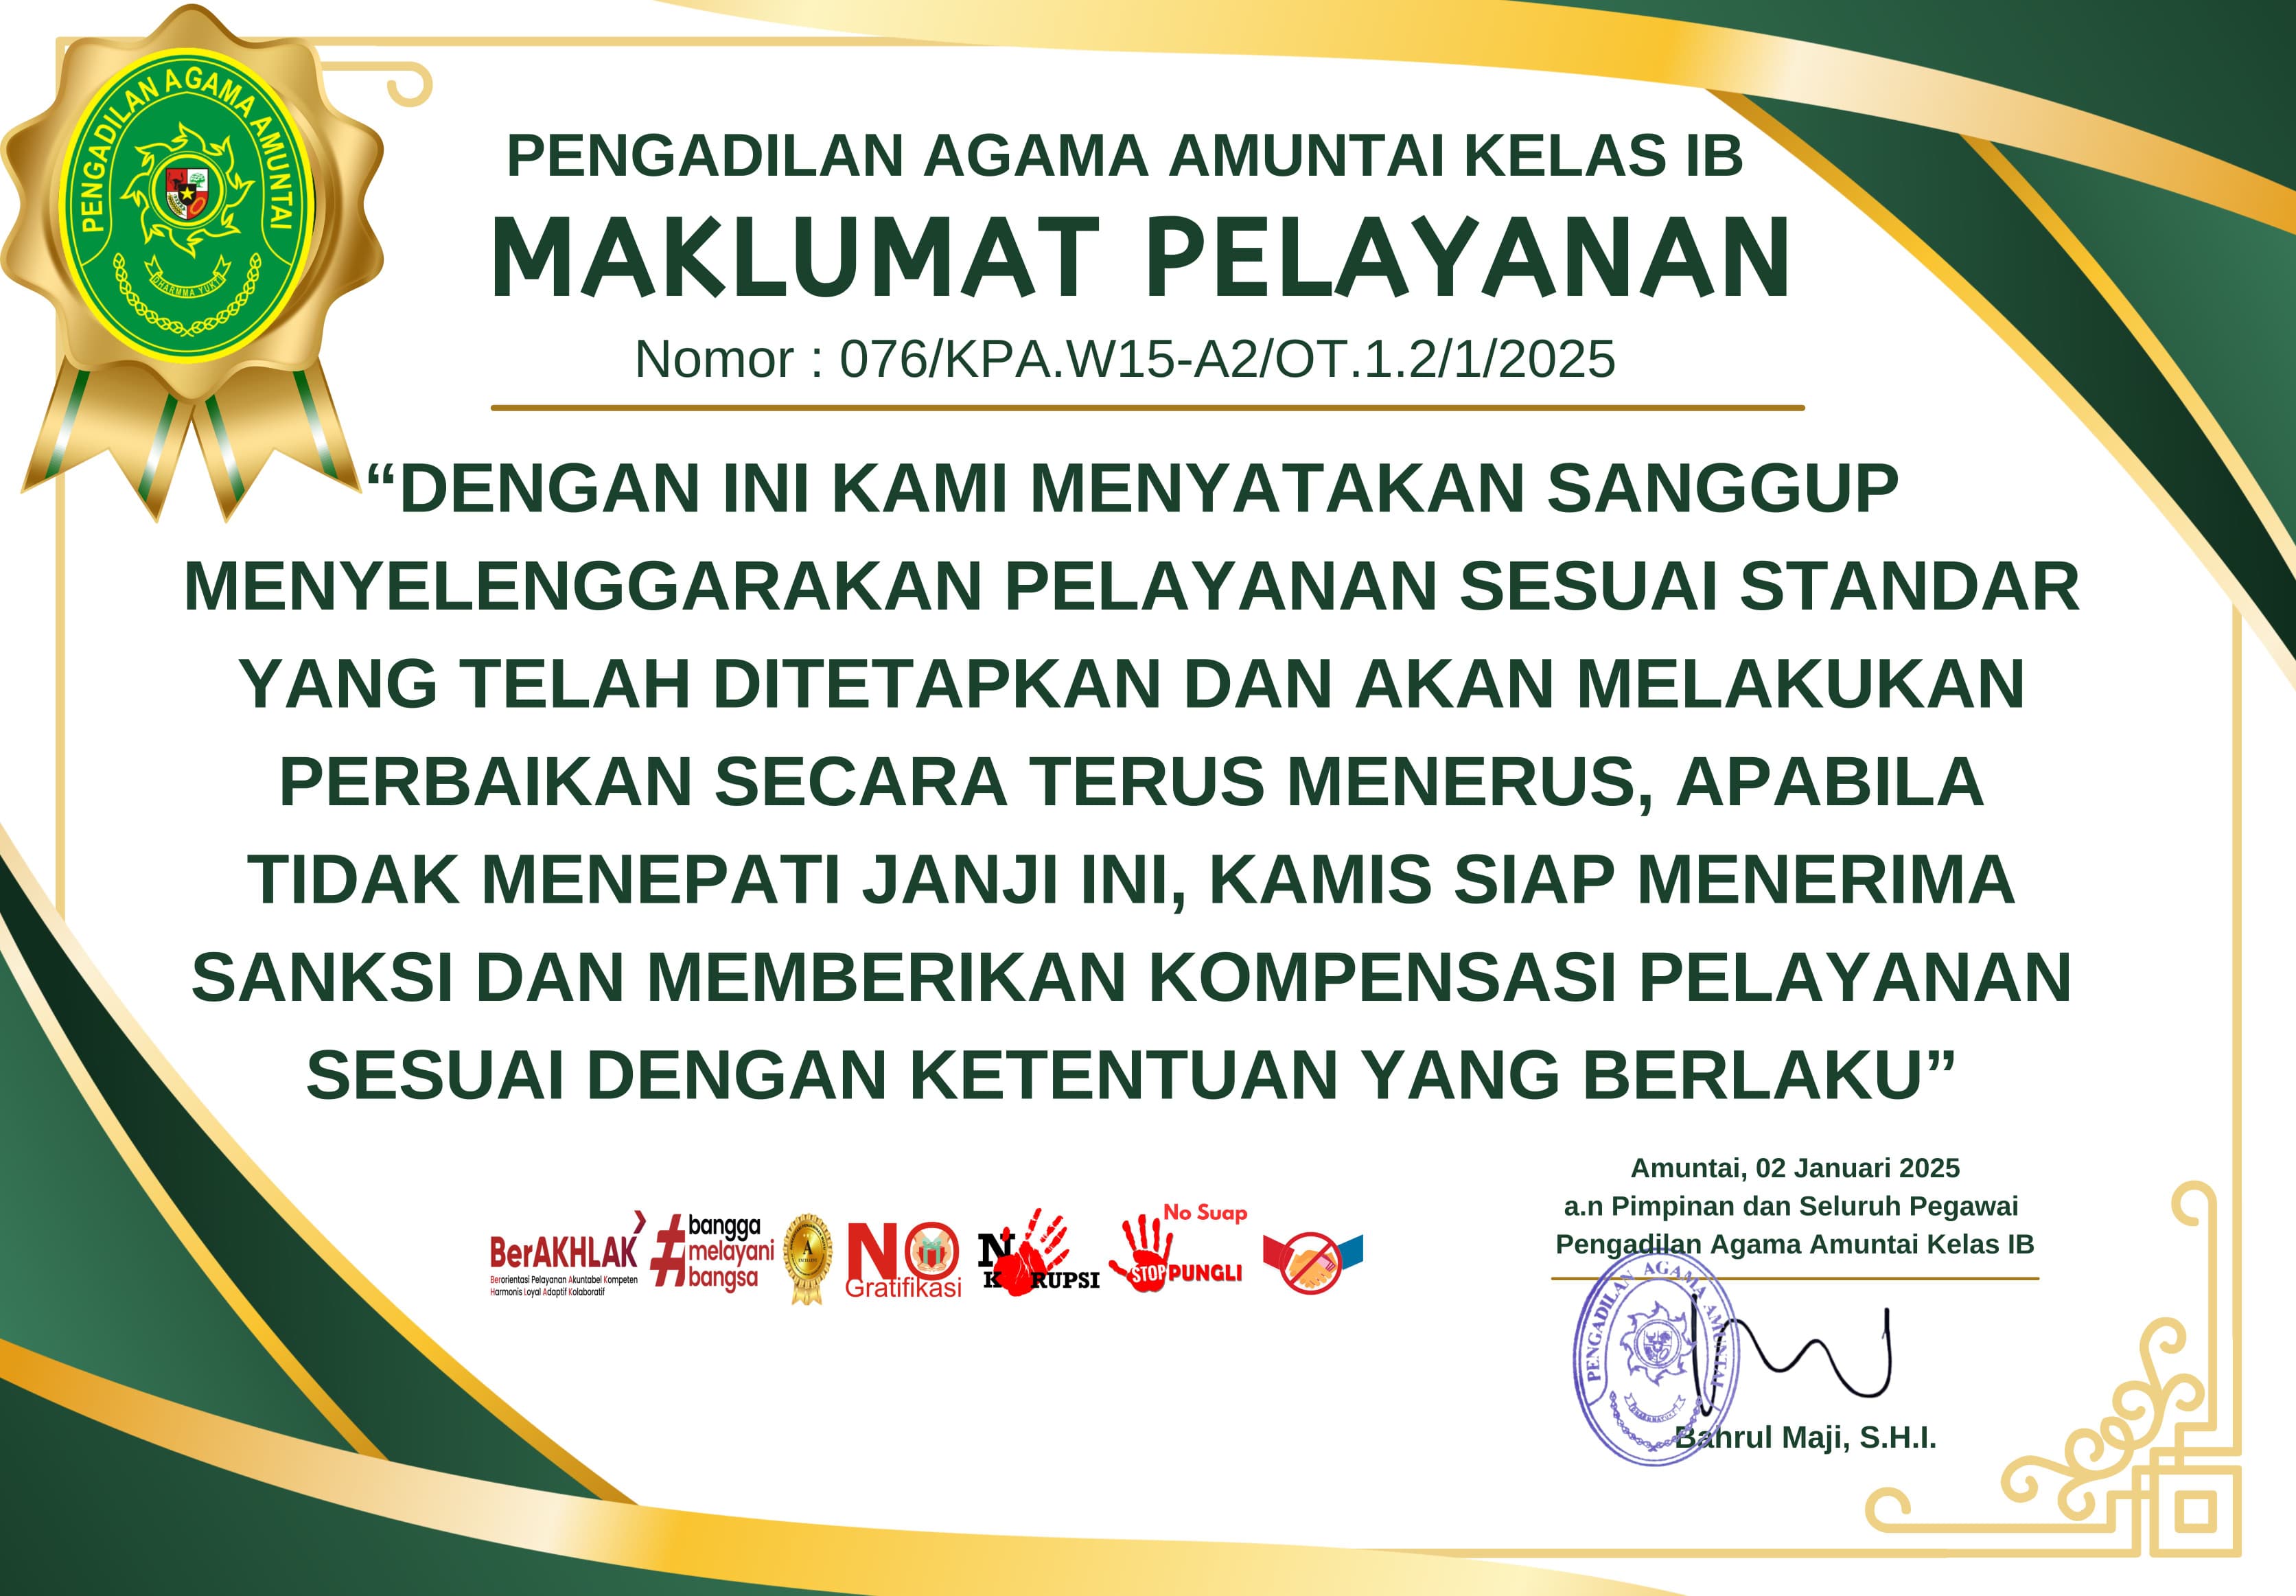 PENGADILAN AGAMA AMUNTAI
DHARMMA YUKTI
PENGADILAN AGAMA AMUNTAI KELAS IB
MAKLUMAT PELAYANAN
Nomor : 076/KPA.W15-A2/OT.1.2/1/2025
“DENGAN INI KAMI MENYATAKAN SANGGUP
MENYELENGGARAKAN PELAYANAN SESUAI STANDAR
YANG TELAH DITETAPKAN DAN AKAN MELAKUKAN
PERBAIKAN SECARA TERUS MENERUS, APABILA
TIDAK MENEPATI JANJI INI, KAMIS SIAP MENERIMA
SANKSI DAN MEMBERIKAN KOMPENSASI PELAYANAN
SESUAI DENGAN KETENTUAN YANG BERLAKU”
BerAKHLAK
Berorientasi Pelayanan Akuntabel Kompeten
Harmonis Loyal Adaptif Kolaboratif
# bangga
melayani
bangsa
A
NO
Gratifikasi
N
K RUPSI
No Suap
STOP PUNGLI
Amuntai, 02 Januari 2025
a.n Pimpinan dan Seluruh Pegawai
Pengadilan Agama Amuntai Kelas IB
PENGADILAN AGAMA AMUNTAI
Bahrul Maji, S.H.I.